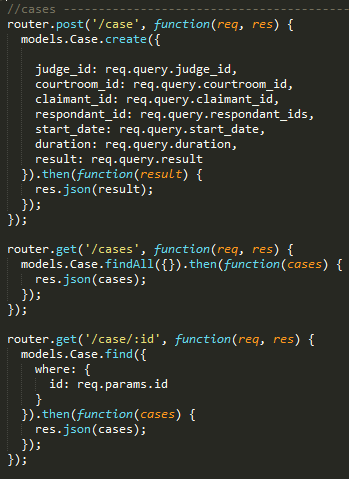 //cases ------------------------------------
router.post('/case', function(req, res) {
  models.Case.create({

    judge_id: req.query.judge_id,
    courtroom_id: req.query.courtroom_id,
    claimant_id: req.query.claimant_id,
    respondant_id: req.query.respondant_ids,
    start_date: req.query.start_date,
    duration: req.query.duration,
    result: req.query.result
  }).then(function(result) {
    res.json(result);
  });
});

router.get('/cases', function(req, res) {
  models.Case.findAll({}).then(function(cases) {
    res.json(cases);
  });
});

router.get('/case/:id', function(req, res) {
  models.Case.find({
    where: {
      id: req.params.id
    }
  }).then(function(cases) {
    res.json(cases);
  });
});